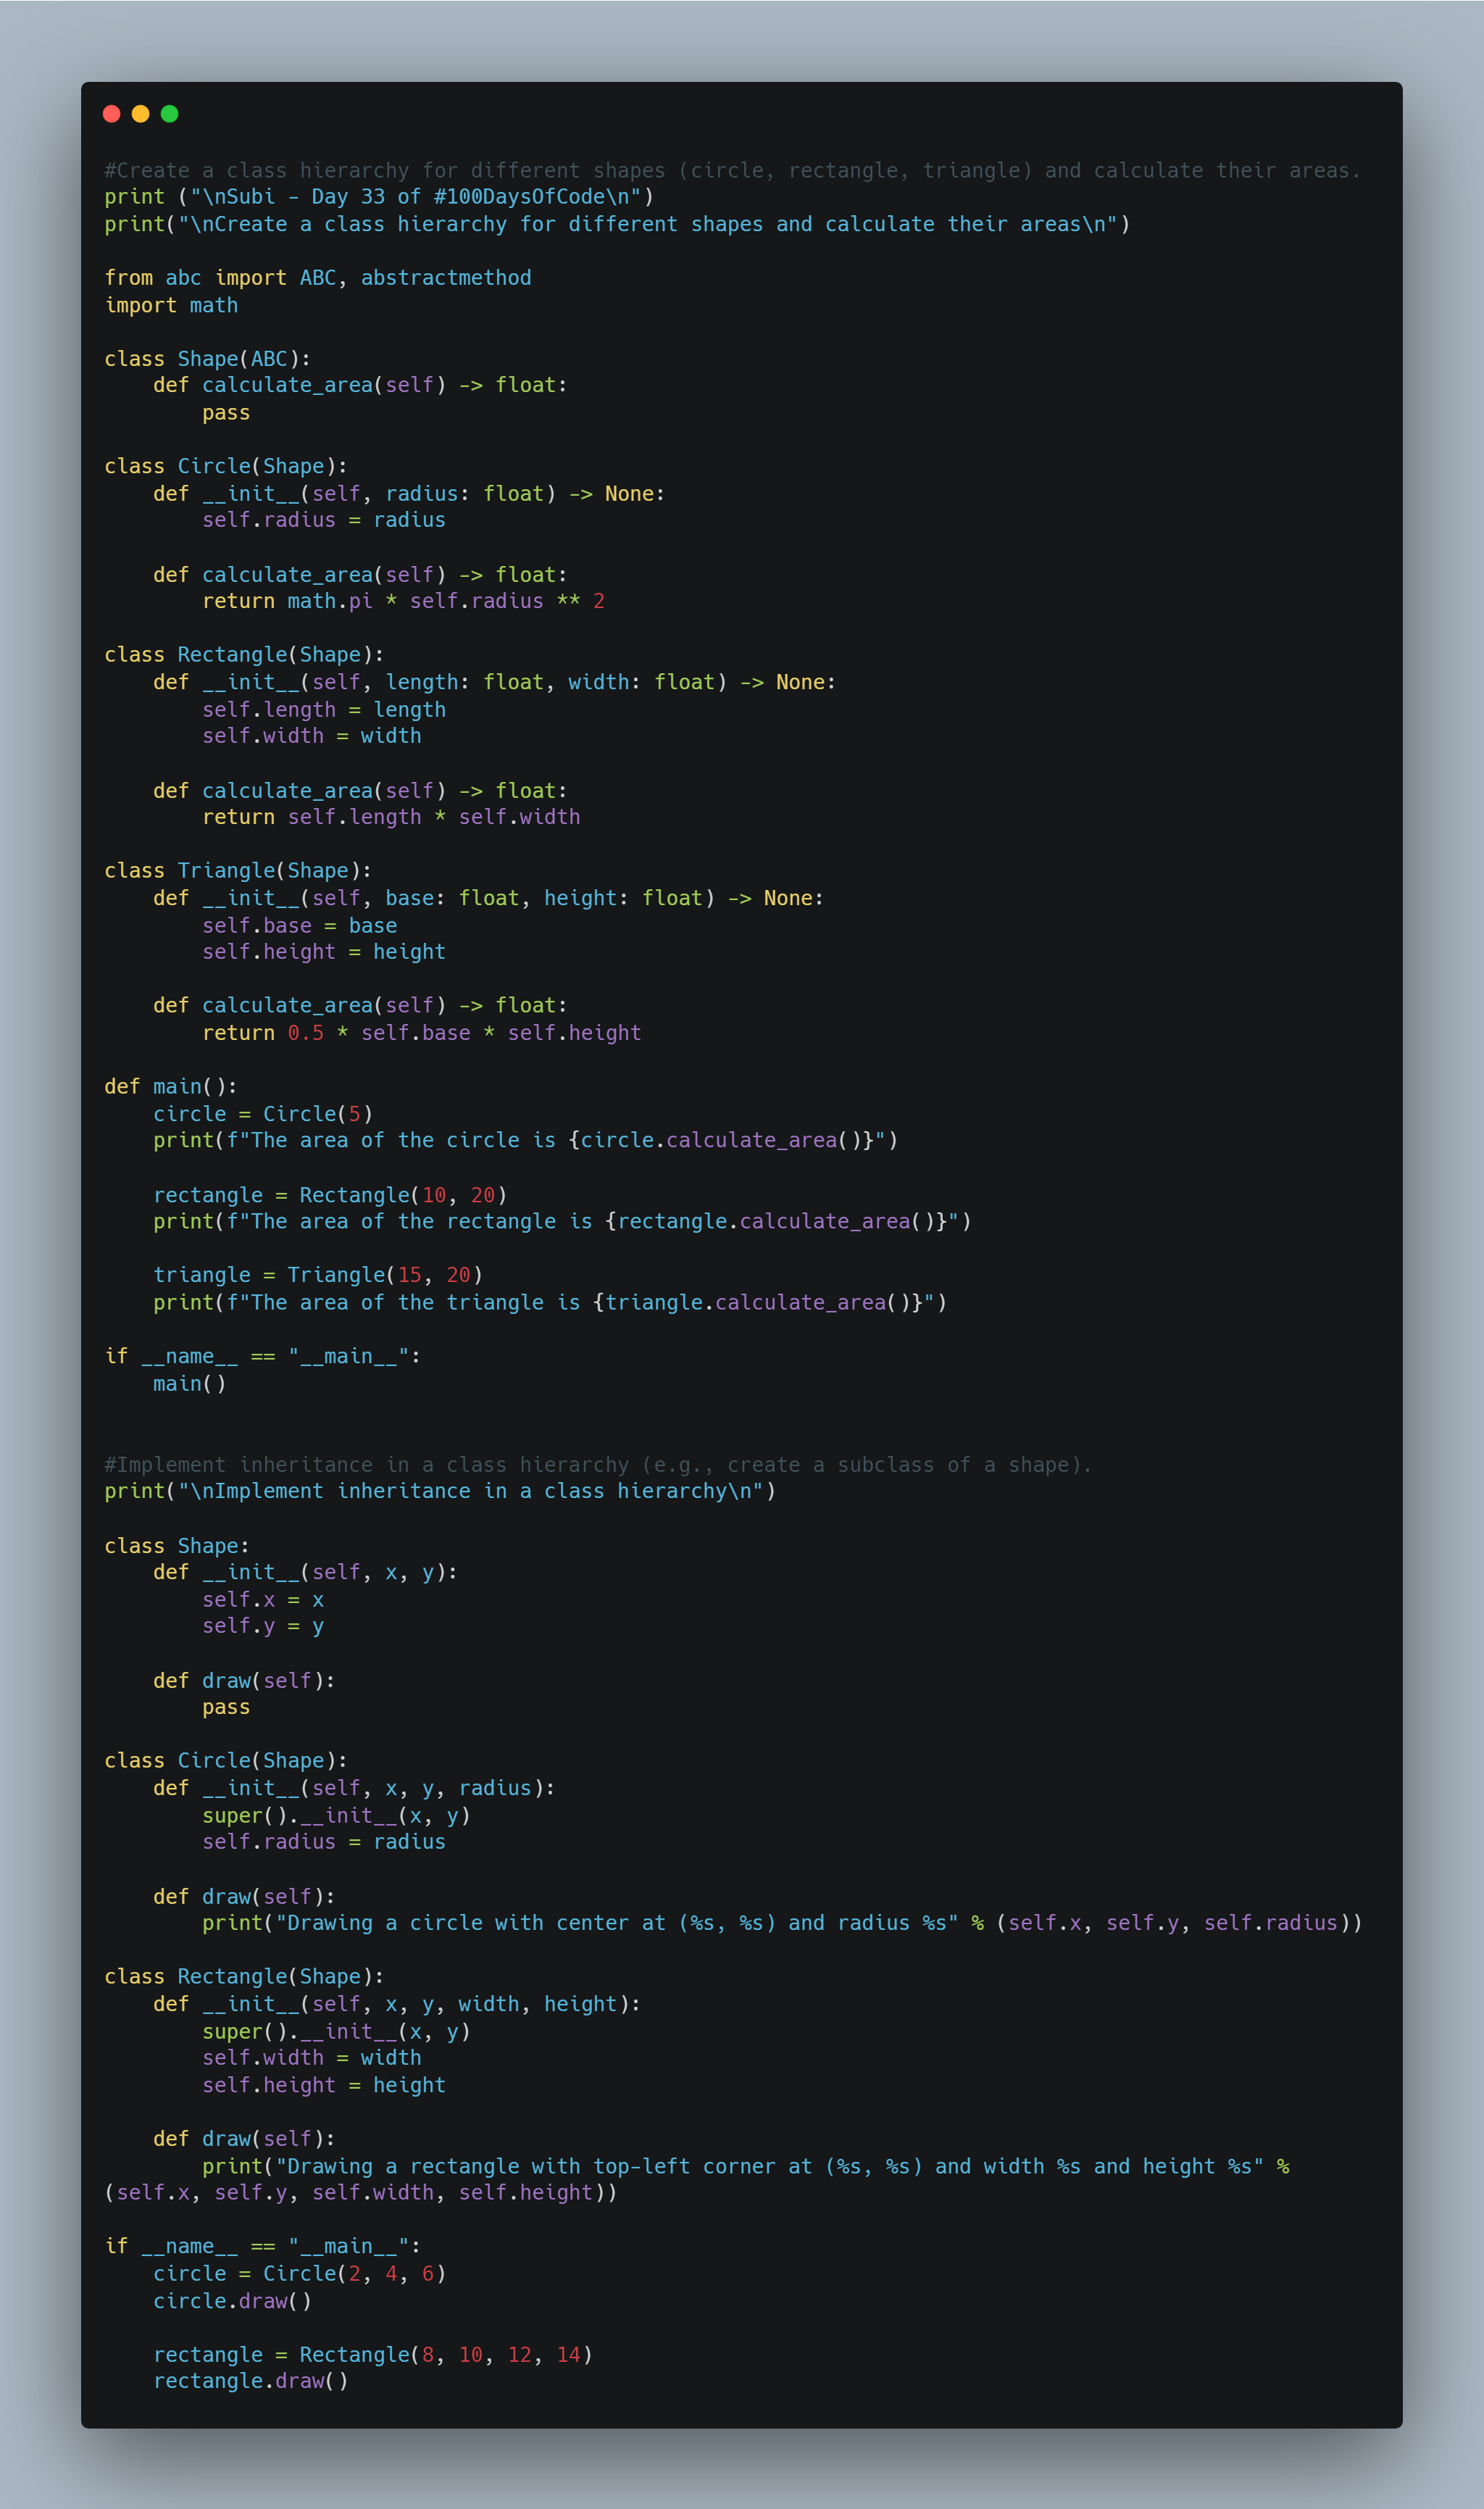 #Create a class hierarchy for different shapes (circle, rectangle, triangle) and calculate their areas.
print ("\nSubi - Day 33 of #100DaysOfCode\n")
print("\nCreate a class hierarchy for different shapes and calculate their areas\n")

from abc import ABC, abstractmethod
import math

class Shape(ABC):
    def calculate_area(self) -> float:
        pass

class Circle(Shape):
    def __init__(self, radius: float) -> None:
        self.radius = radius

    def calculate_area(self) -> float:
        return math.pi * self.radius ** 2

class Rectangle(Shape):
    def __init__(self, length: float, width: float) -> None:
        self.length = length
        self.width = width

    def calculate_area(self) -> float:
        return self.length * self.width

class Triangle(Shape):
    def __init__(self, base: float, height: float) -> None:
        self.base = base
        self.height = height

    def calculate_area(self) -> float:
        return 0.5 * self.base * self.height

def main():
    circle = Circle(5)
    print(f"The area of the circle is {circle.calculate_area()}")

    rectangle = Rectangle(10, 20)
    print(f"The area of the rectangle is {rectangle.calculate_area()}")

    triangle = Triangle(15, 20)
    print(f"The area of the triangle is {triangle.calculate_area()}")

if __name__ == "__main__":
    main()


#Implement inheritance in a class hierarchy (e.g., create a subclass of a shape).
print("\nImplement inheritance in a class hierarchy\n")

class Shape:
    def __init__(self, x, y):
        self.x = x
        self.y = y

    def draw(self):
        pass

class Circle(Shape):
    def __init__(self, x, y, radius):
        super().__init__(x, y)
        self.radius = radius

    def draw(self):
        print("Drawing a circle with center at (%s, %s) and radius %s" % (self.x, self.y, self.radius))

class Rectangle(Shape):
    def __init__(self, x, y, width, height):
        super().__init__(x, y)
        self.width = width
        self.height = height

    def draw(self):
        print("Drawing a rectangle with top-left corner at (%s, %s) and width %s and height %s" %
(self.x, self.y, self.width, self.height))

if __name__ == "__main__":
    circle = Circle(2, 4, 6)
    circle.draw()

    rectangle = Rectangle(8, 10, 12, 14)
    rectangle.draw()